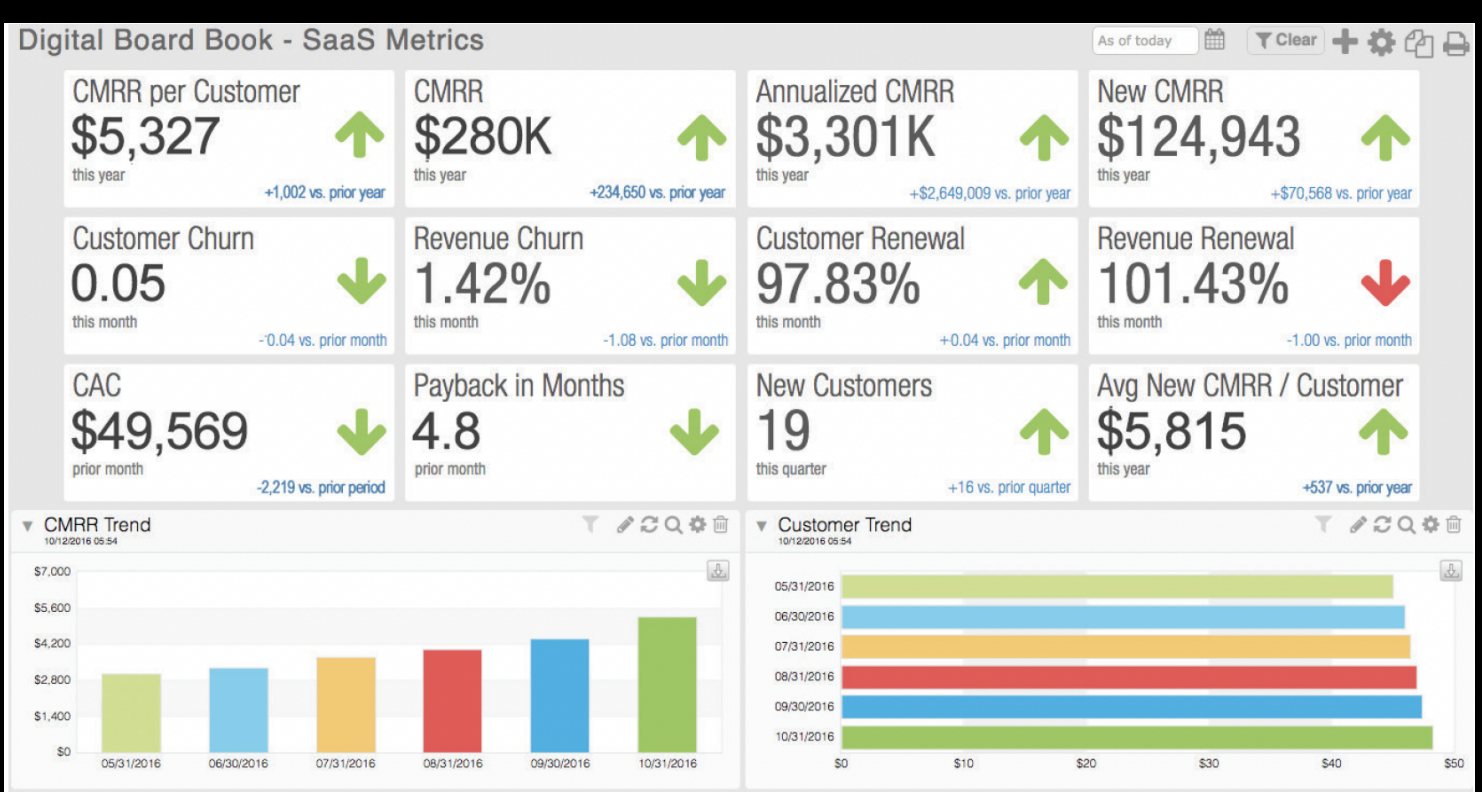 Digital Board Book - SaaS Metrics
As of today
Clear
CMRR per Customer
$5,327
this year
+1,002 vs. prior year
CMRR
$280K
this year
+234,650 vs. prior year
Annualized CMRR
$3,301K
this year
+$2,649,009 vs. prior year
New CMRR
$124,943
this year
+$70,568 vs. prior year
Customer Churn
0.05
this month
-0.04 vs. prior month
Revenue Churn
1.42%
this month
-1.08 vs. prior month
Customer Renewal
97.83%
this month
+0.04 vs. prior month
Revenue Renewal
101.43%
this month
-1.00 vs. prior month
CAC
$49,569
prior month
-2,219 vs. prior period
Payback in Months
4.8
prior month
New Customers
19
this quarter
+16 vs. prior quarter
Avg New CMRR / Customer
$5,815
this year
+537 vs. prior year
CMRR Trend
10/12/2016 05:54
$7,000
$5,600
$4,200
$2,800
$1,400
$0
05/31/2016 06/30/2016 07/31/2016 08/31/2016 09/30/2016 10/31/2016
Customer Trend
10/12/2016 05:54
05/31/2016
06/30/2016
07/31/2016
08/31/2016
09/30/2016
10/31/2016
$0 $10 $20 $30 $40 $50